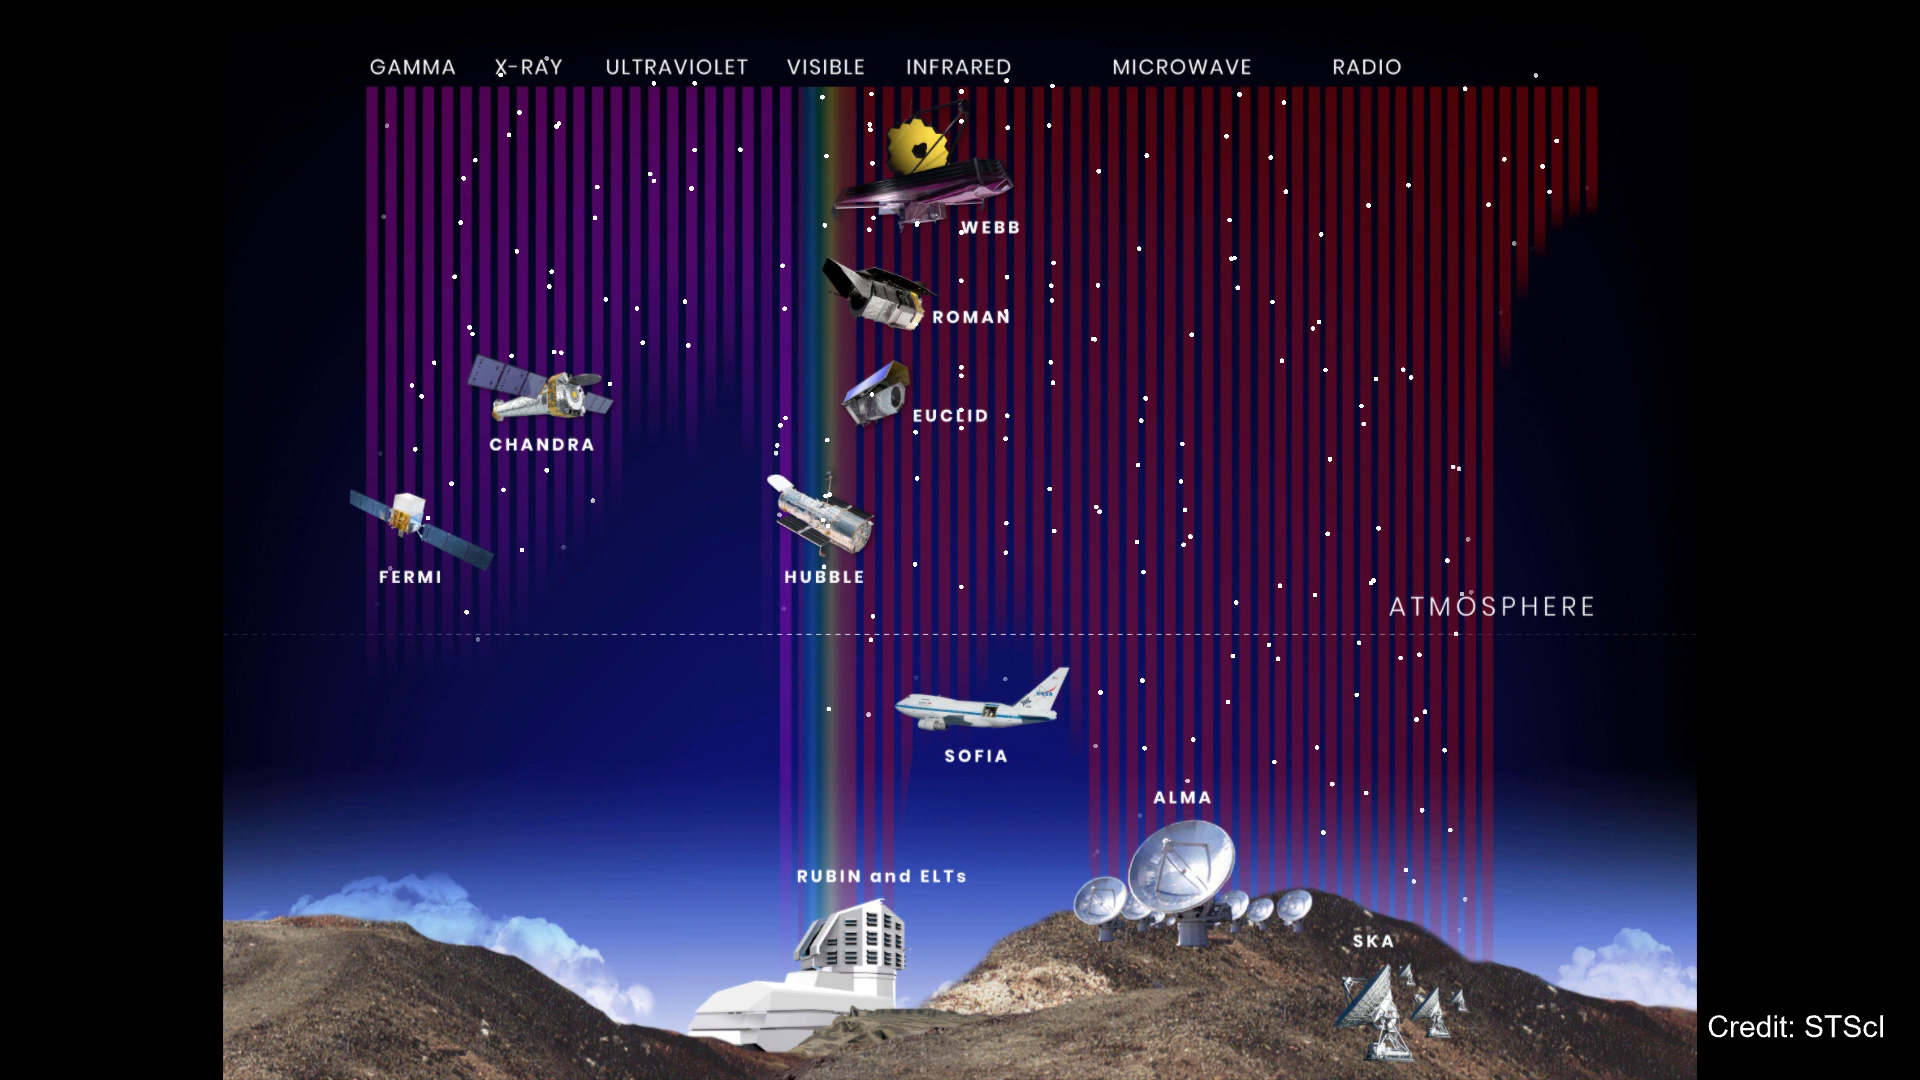 GAMMA X-RAY ULTRAVIOLET VISIBLE INFRARED MICROWAVE RADIO
WEBB
ROMAN
EUCLID
CHANDRA
HUBBLE
FERMI
ATMOSPHERE
NASA
SOFIA
ALMA
RUBIN and ELTs
SKA
Credit: STScI